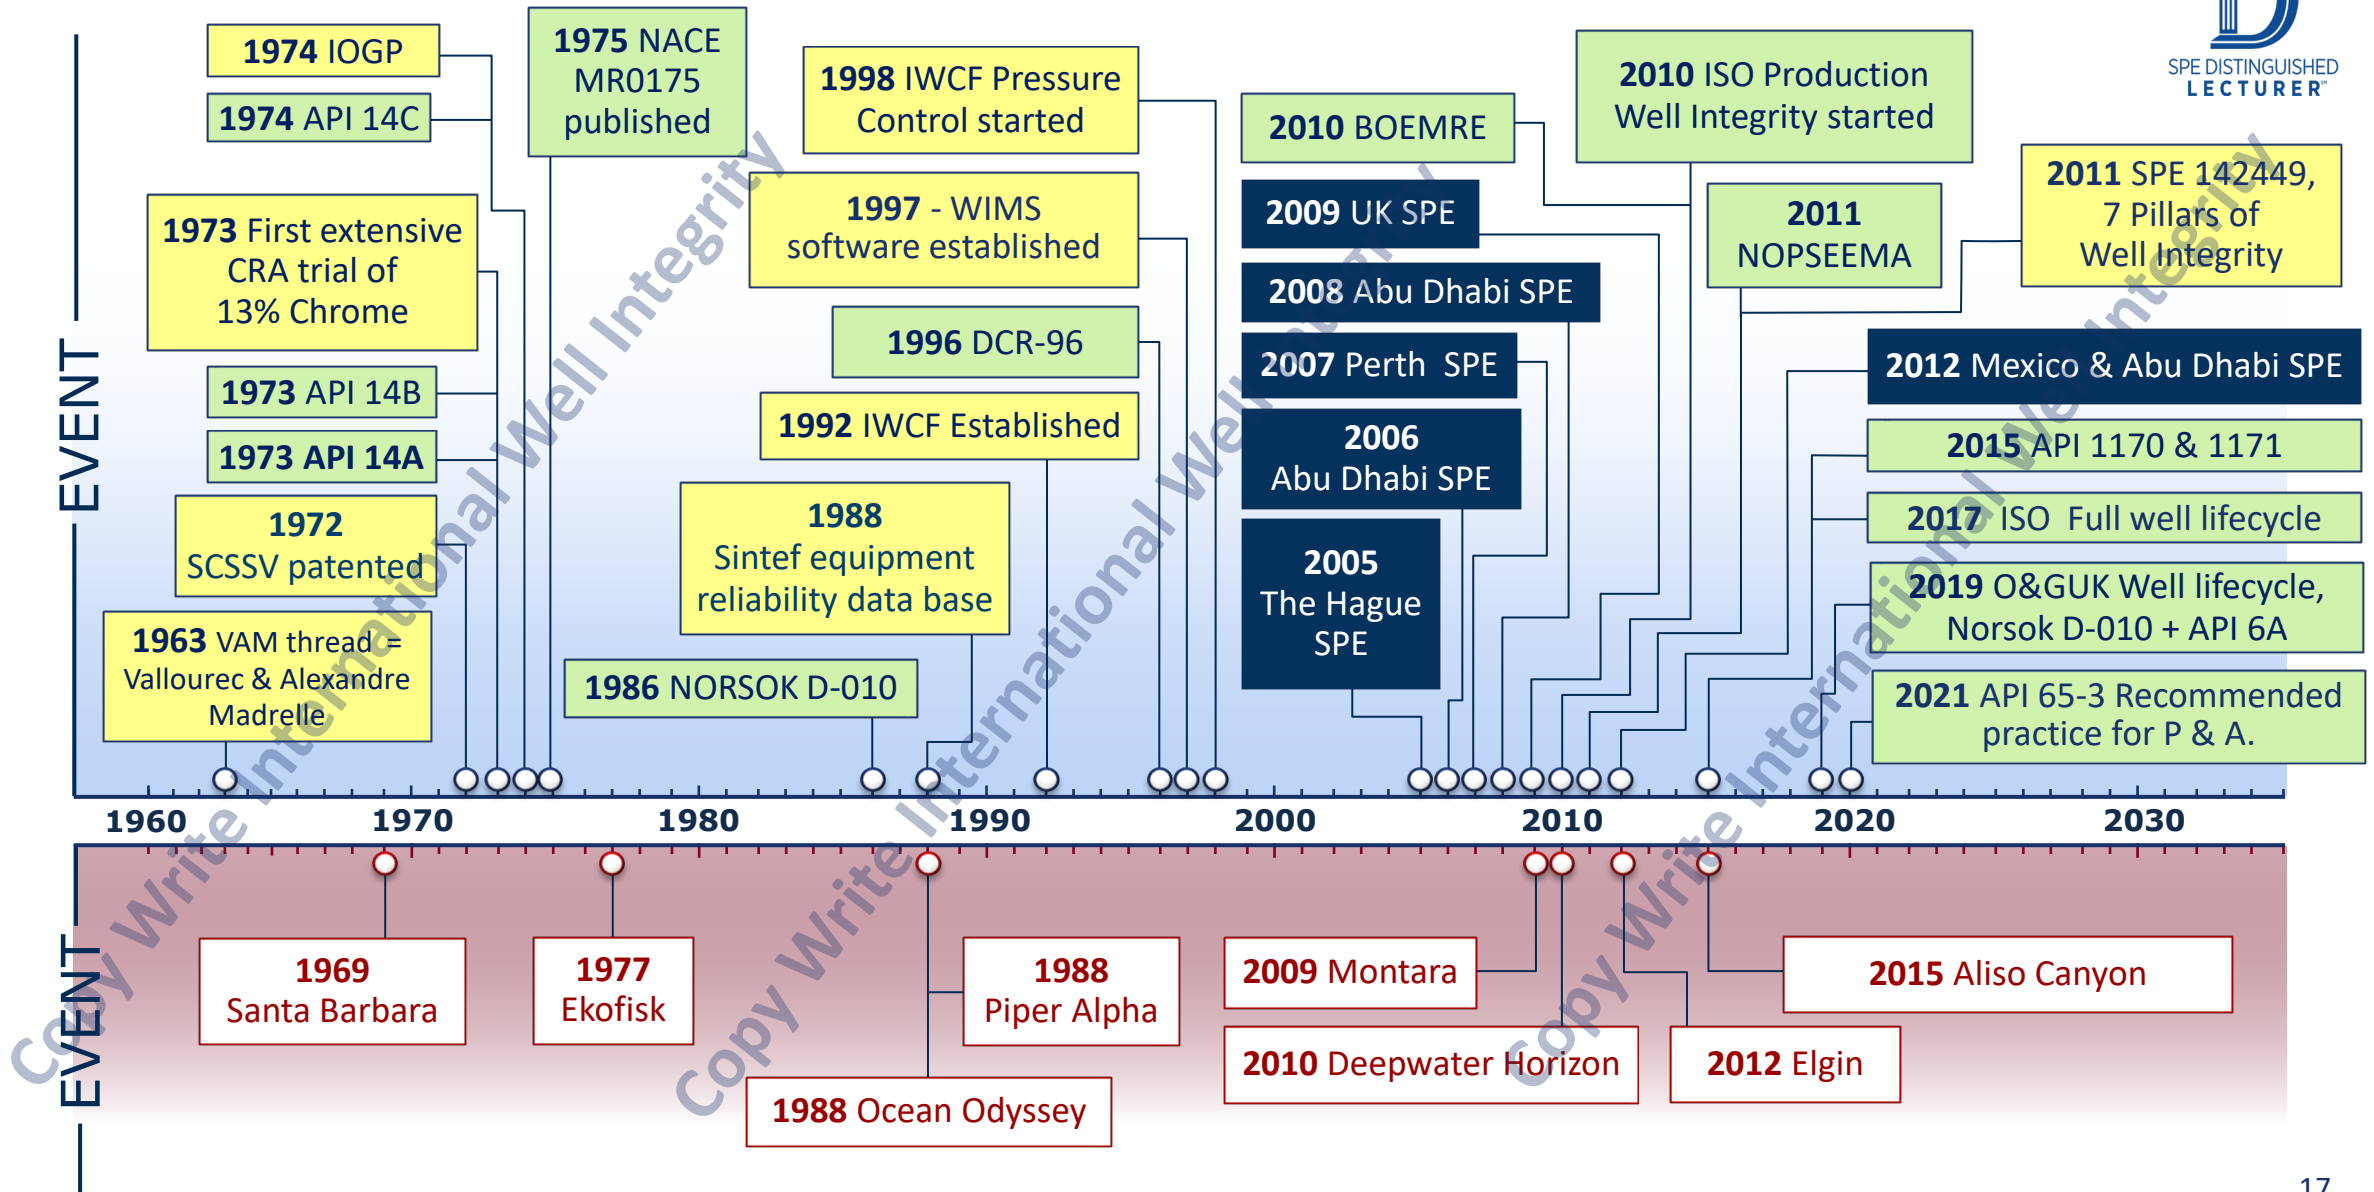 SPE DISTINGUISHED
LECTURER℠
EVENT
1974 IOGP
1974 API 14C
1973 First extensive
CRA trial of
13% Chrome
1973 API 14B
1973 API 14A
1972
SCSSV patented
1963 VAM thread =
Vallourec & Alexandre
Madrelle
1975 NACE
MR0175
published
1998 IWCF Pressure
Control started
1997 - WIMS
software established
1996 DCR-96
1992 IWCF Established
1988
Sintef equipment
reliability data base
1986 NORSOK D-010
2010 BOEMRE
2009 UK SPE
2008 Abu Dhabi SPE
2007 Perth SPE
2006
Abu Dhabi SPE
2005
The Hague
SPE
2010 ISO Production
Well Integrity started
2011
NOPSEEMA
2011 SPE 142449,
7 Pillars of
Well Integrity
2012 Mexico & Abu Dhabi SPE
2015 API 1170 & 1171
2017 ISO Full well lifecycle
2019 O&GUK Well lifecycle,
Norsok D-010 + API 6A
2021 API 65-3 Recommended
practice for P & A.
1960 1970 1980 1990 2000 2010 2020 2030
EVENT
1969
Santa Barbara
1977
Ekofisk
1988
Piper Alpha
1988 Ocean Odyssey
2009 Montara
2010 Deepwater Horizon
2012 Elgin
2015 Aliso Canyon
Copy Write International Well Integrity
Copy Write International Well Integrity
Copy Write International Well Integrity
17